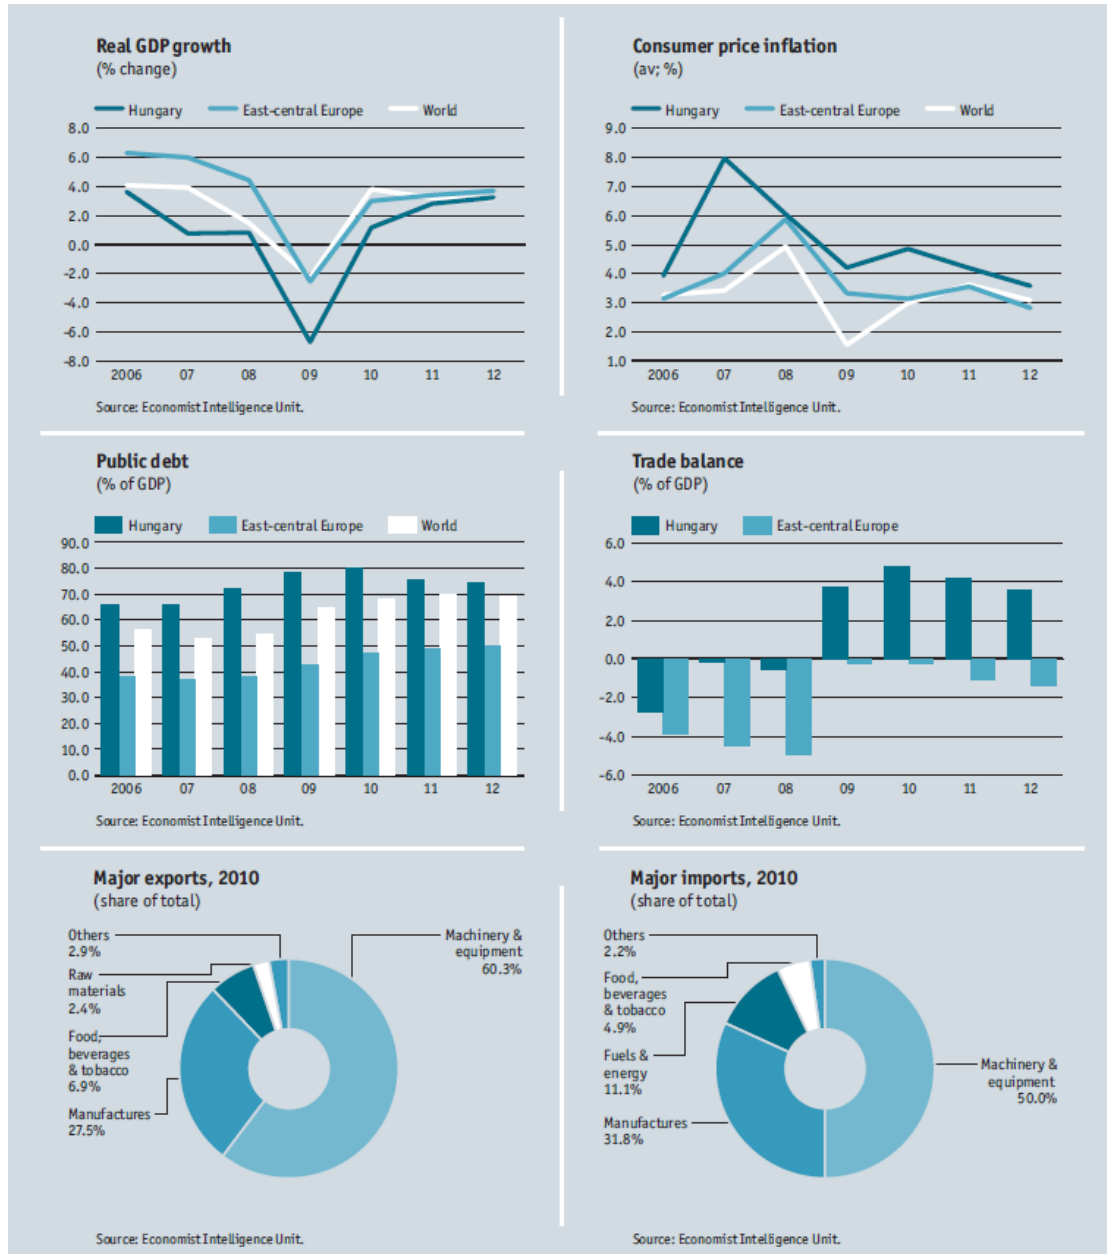 Real GDP growth
(% change)
Hungary East-central Europe World
8.0
6.0
4.0
2.0
0.0
-2.0
-4.0
-6.0
-8.0
2006 07 08 09 10 11 12
Source: Economist Intelligence Unit.
Consumer price inflation
(av; %)
Hungary East-central Europe World
9.0
8.0
7.0
6.0
5.0
4.0
3.0
2.0
1.0
2006 07 08 09 10 11 12
Source: Economist Intelligence Unit.
Public debt
(% of GDP)
Hungary East-central Europe World
90.0
80.0
70.0
60.0
50.0
40.0
30.0
20.0
10.0
0.0
2006 07 08 09 10 11 12
Source: Economist Intelligence Unit.
Trade balance
(% of GDP)
Hungary East-central Europe
6.0
4.0
2.0
0.0
-2.0
-4.0
-6.0
2006 07 08 09 10 11 12
Source: Economist Intelligence Unit.
Major exports, 2010
(share of total)
Others
2.9%
Raw
materials
2.4%
Food,
beverages
& tobacco
6.9%
Manufactures
27.5%
Machinery &
equipment
60.3%
Source: Economist Intelligence Unit.
Major imports, 2010
(share of total)
Others
2.2%
Food,
beverages
& tobacco
4.9%
Fuels &
energy
11.1%
Manufactures
31.8%
Machinery &
equipment
50.0%
Source: Economist Intelligence Unit.